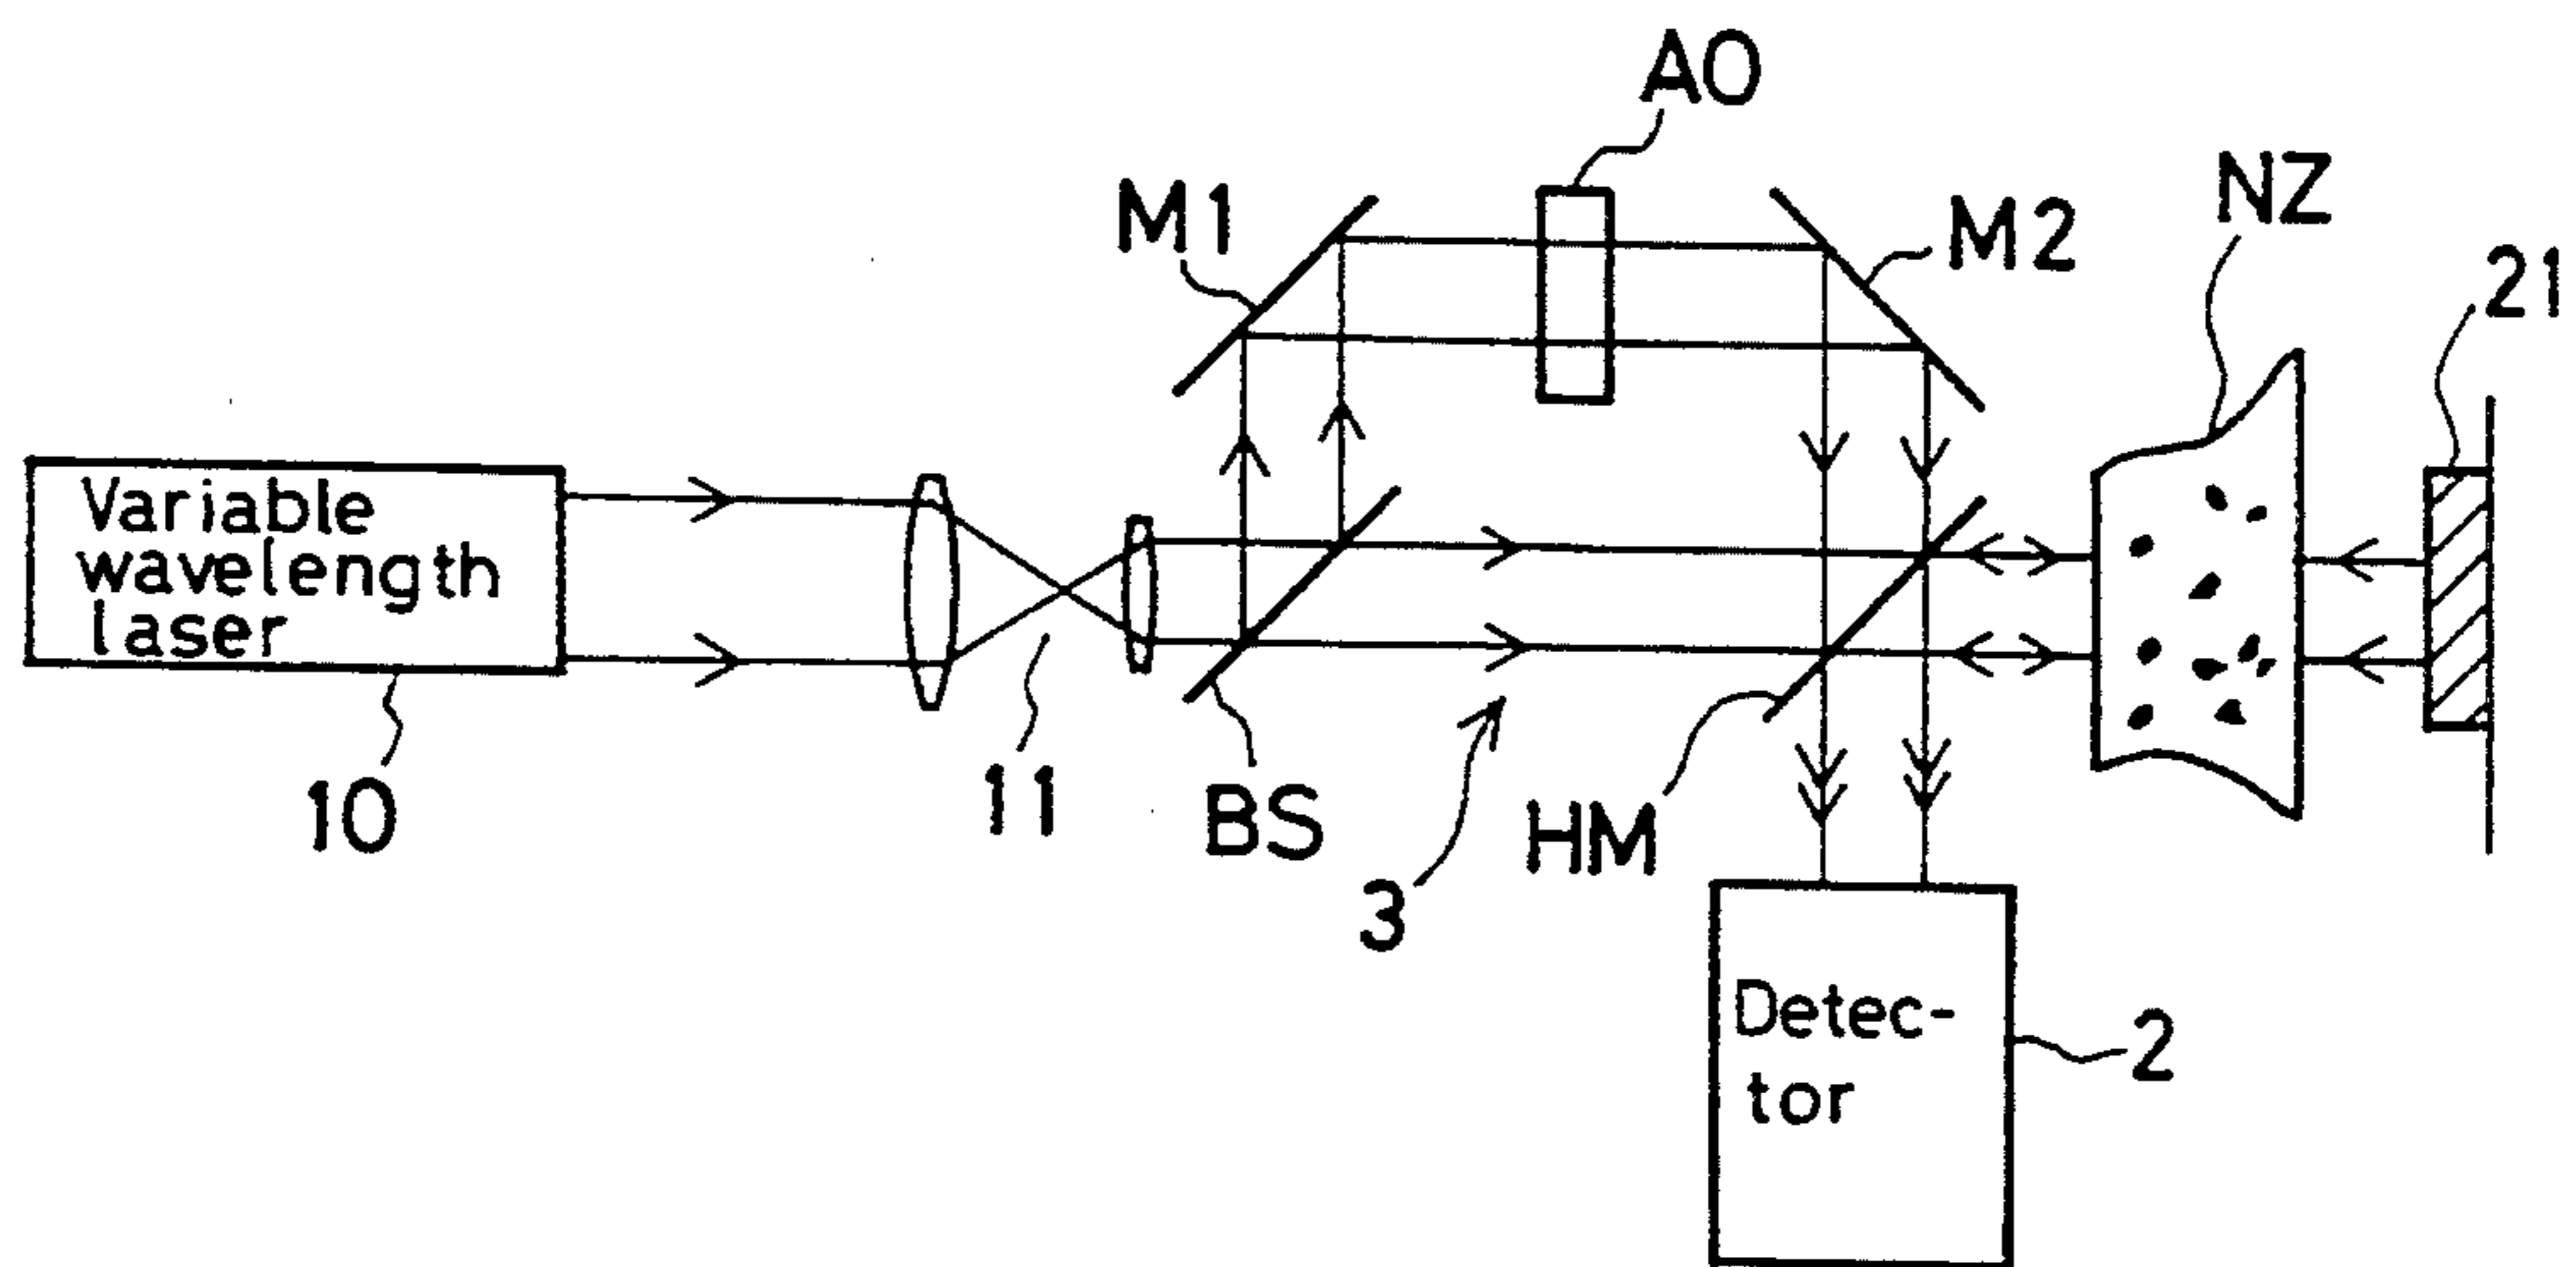 AO
M1
M2
NZ
21
Variable
wavelength
laser
10
11
BS
3
HM
Detec-
tor
2